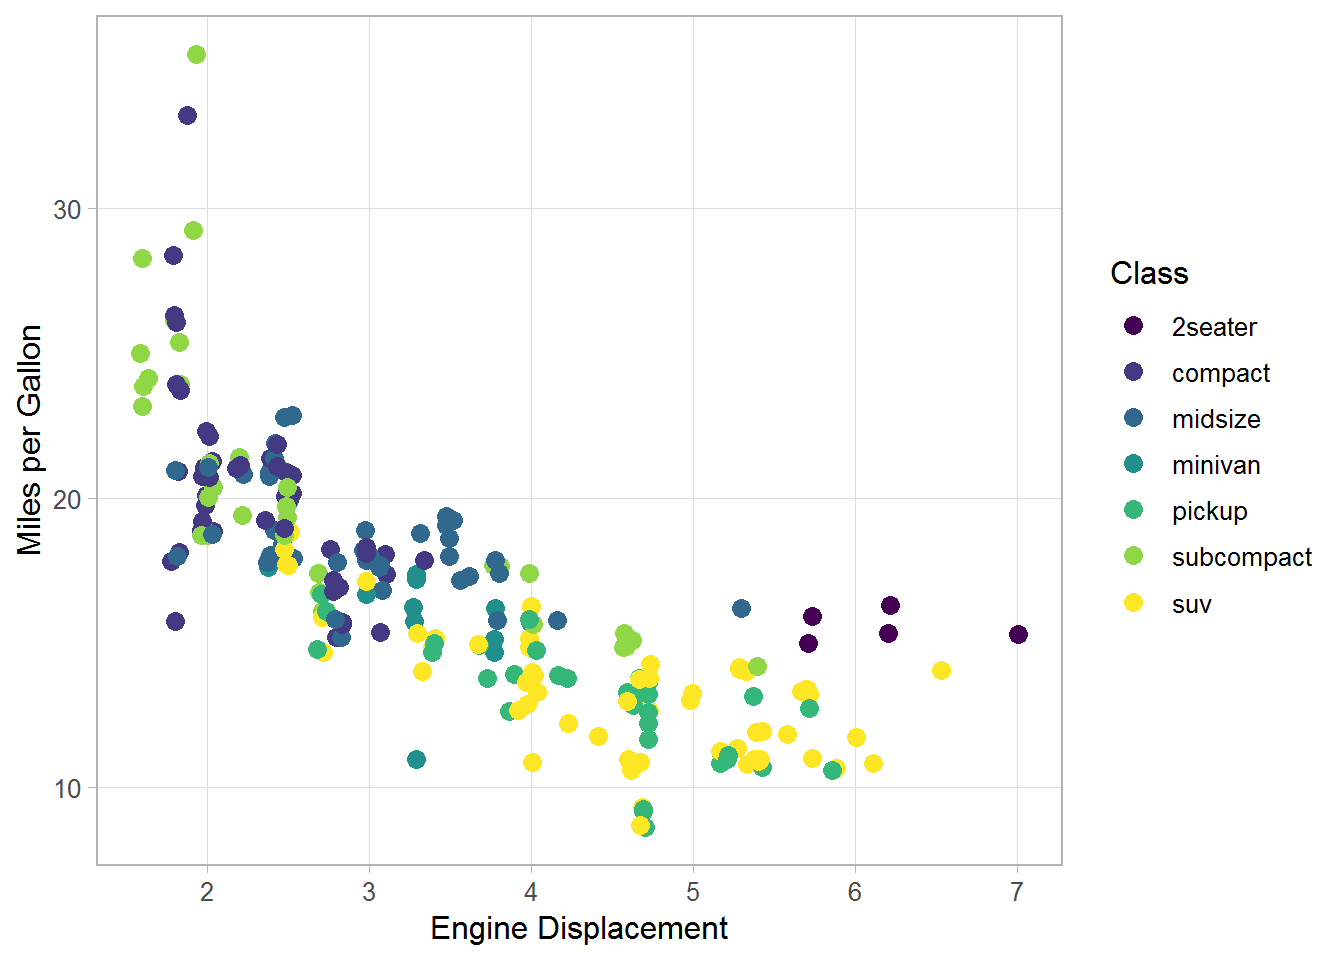 30
20
10
Miles per Gallon
2 3 4 5 6 7
Engine Displacement
Class
2seater
compact
midsize
minivan
pickup
subcompact
suv